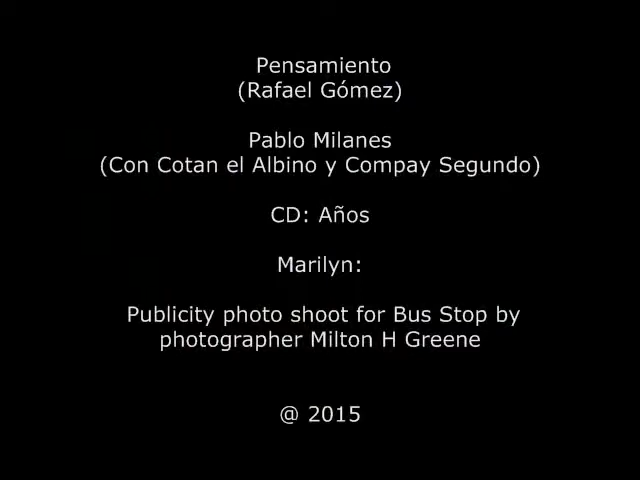 Pensamiento
(Rafael Gómez)
Pablo Milanes
(Con Cotan el Albino y Compay Segundo)
CD: Años
Marilyn:
Publicity photo shoot for Bus Stop by
photographer Milton H Greene
@ 2015